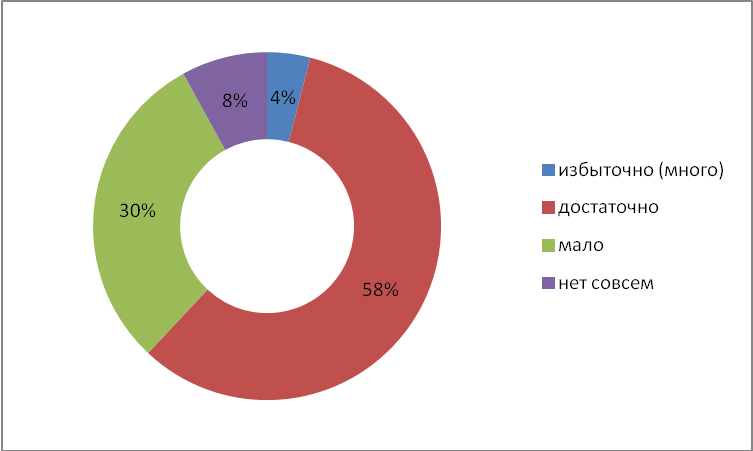 8%
4%
30%
58%
избыточно (много)
достаточно
мало
нет совсем